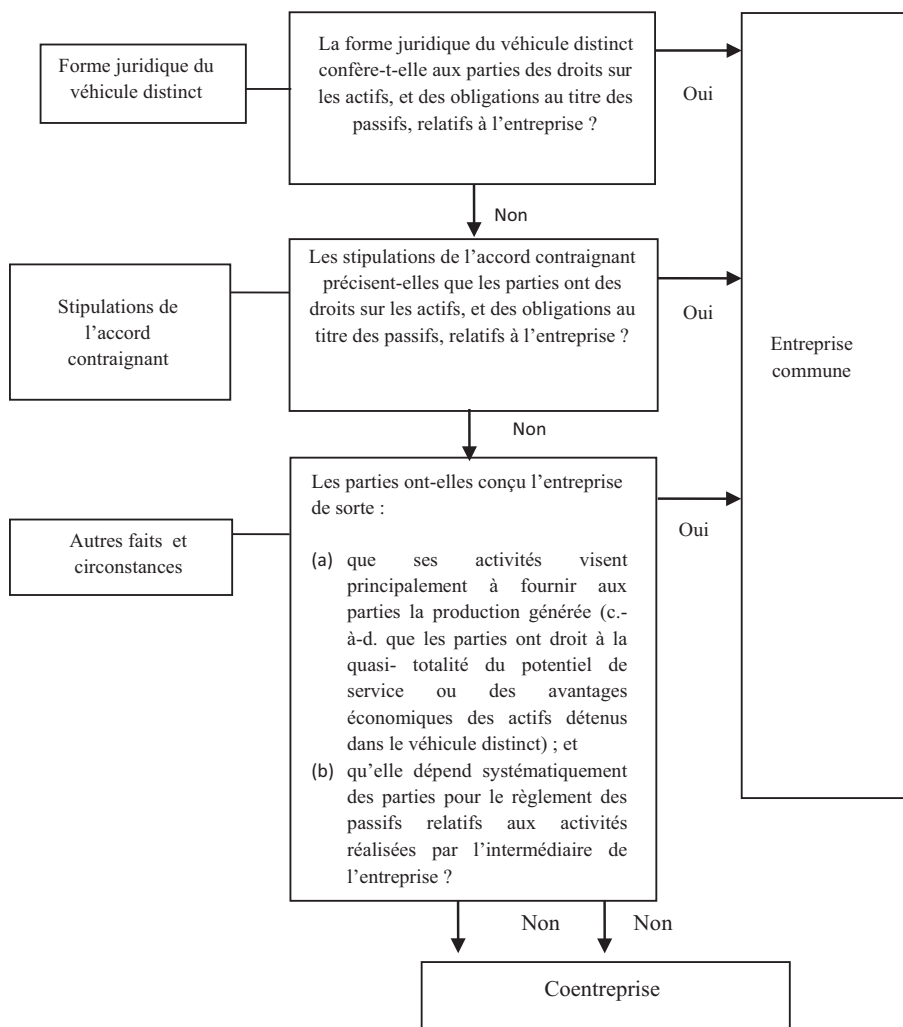 Forme juridique du
véhicule distinct
La forme juridique du véhicule distinct
confère-t-elle aux parties des droits sur
les actifs, et des obligations au titre des
passifs, relatifs à l’entreprise ?
Oui
Non
Stipulations de
l’accord
contraignant
Les stipulations de l’accord contraignant
précisent-elles que les parties ont des
droits sur les actifs, et des obligations au
titre des passifs, relatifs à l’entreprise ?
Oui
Entreprise
commune
Non
Autres faits et
circonstances
Les parties ont-elles conçu l’entreprise
de sorte :
(a) que ses activités visent
principalement à fournir aux
parties la production générée (c.-
à-d. que les parties ont droit à la
quasi- totalité du potentiel de
service ou des avantages
économiques des actifs détenus
dans le véhicule distinct) ; et
(b) qu’elle dépend systématiquement
des parties pour le règlement des
passifs relatifs aux activités
réalisées par l’intermédiaire de
l’entreprise ?
Oui
Non Non
Coentreprise